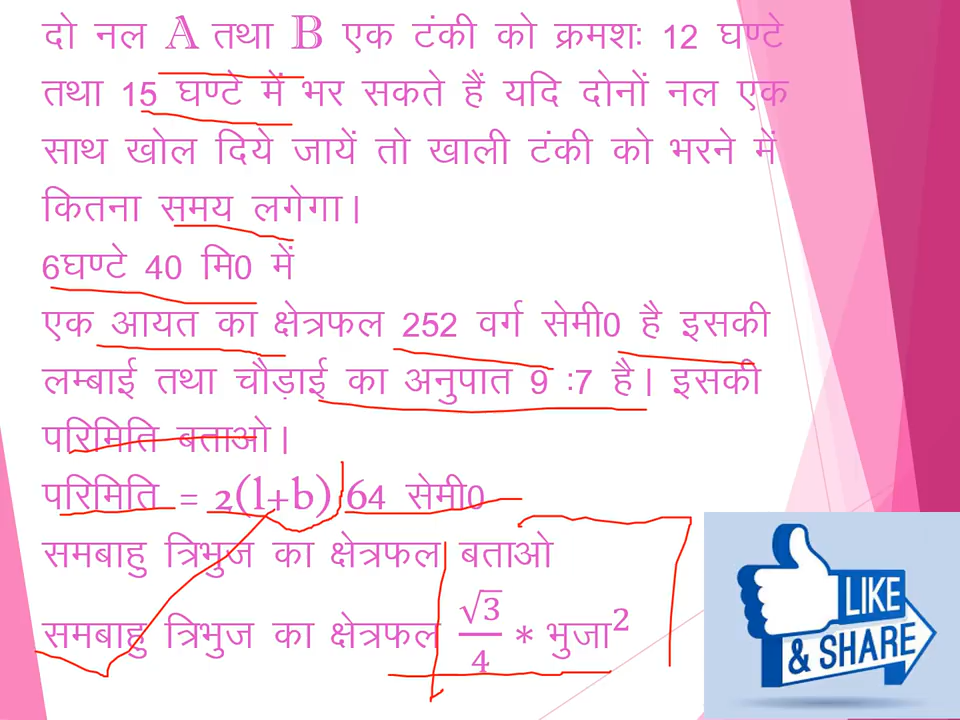 दो नल A तथा B एक टंकी को क्रमशः 12 घण्टे
तथा 15 घण्टे में भर सकते हैं यदि दोनों नल एक
साथ खोल दिये जायें तो खाली टंकी को भरने में
कितना समय लगेगा।
6घण्टे 40 मि0 में
एक आयत का क्षेत्रफल 252 वर्ग सेमी0 है इसकी
लम्बाई तथा चौड़ाई का अनुपात 9 :7 है। इसकी
परिमिति बताओ।
परिमिति = 2(l+b) 64 सेमी0
समबाहु त्रिभुज का क्षेत्रफल बताओ
समबाहु त्रिभुज का क्षेत्रफल √3/4 * भुजा²
LIKE
& SHARE